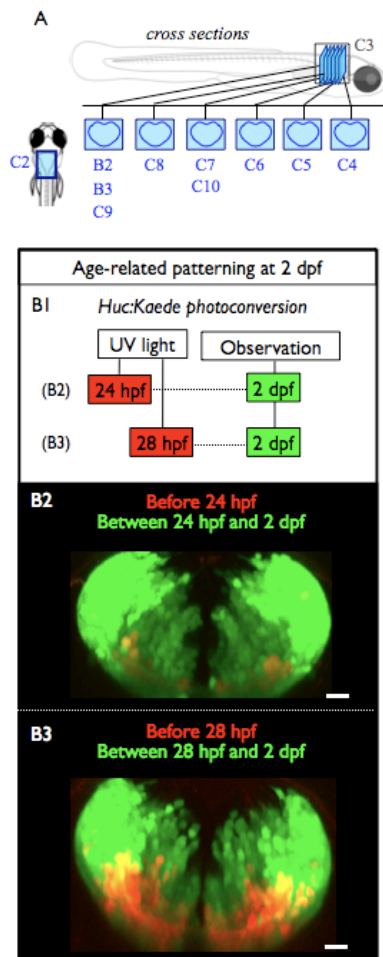 A
cross sections
C3
C2
B2 C8 C7 C6 C5 C4
B3 C10
C9
Age-related patterning at 2 dpf
B1 Huc:Kaede photoconversion
UV light Observation
(B2) 24 hpf 2 dpf
(B3) 28 hpf 2 dpf
B2 Before 24 hpf
Between 24 hpf and 2 dpf
B3 Before 28 hpf
Between 28 hpf and 2 dpf